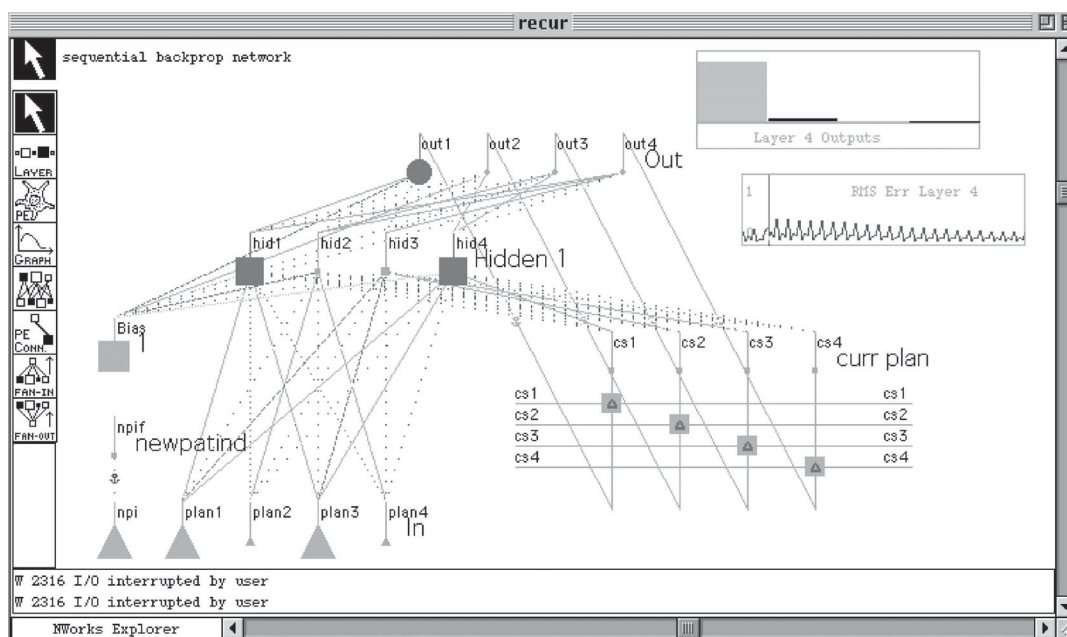 recur
sequential backprop network
LAYER
PE
GRAPH
PE
CONN.
FAN-IN
FAN-OUT
out1 out2 out3 out4
Out
Layer 4 Outputs
1 RMS Err Layer 4
hid1 hid2 hid3 hid4
Hidden 1
Bias
1
cs1 cs2 cs3 cs4
curr plan
cs1 cs1
cs2 cs2
cs3 cs3
cs4 cs4
npif
newpatind
npi plan1 plan2 plan3 plan4
In
W 2316 I/O interrupted by user
W 2316 I/O interrupted by user
NWorks Explorer